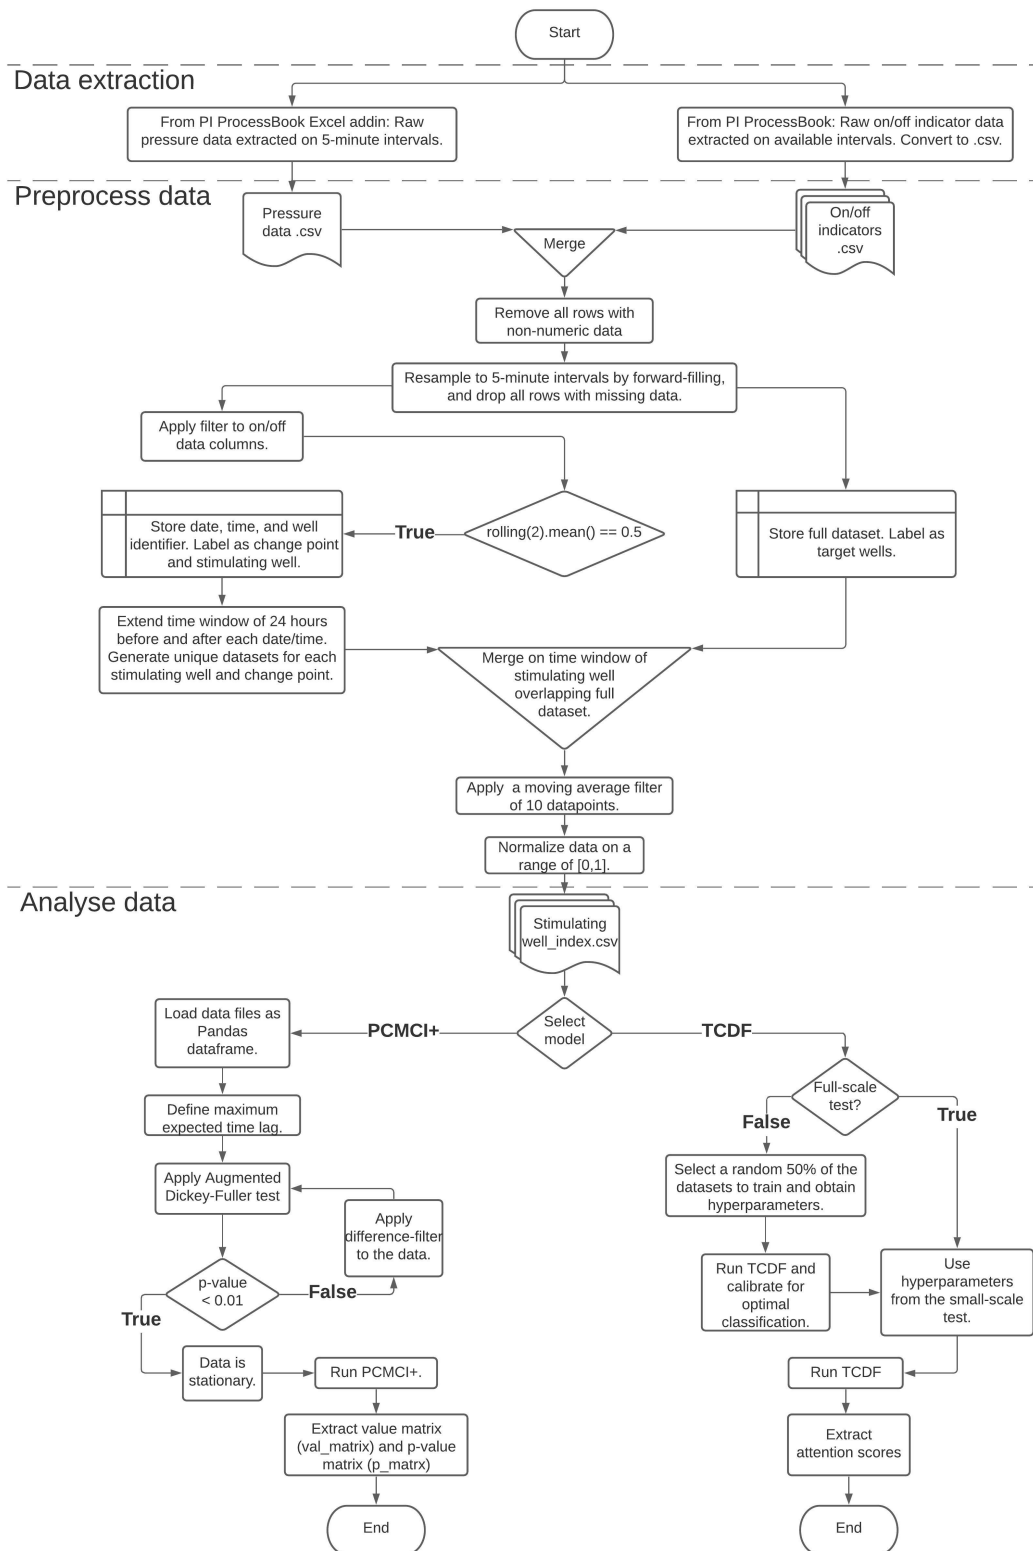 Start
Data extraction
From PI ProcessBook Excel addin: Raw
pressure data extracted on 5-minute intervals.
From PI ProcessBook: Raw on/off indicator data
extracted on available intervals. Convert to .csv.
Preprocess data
Pressure
data .csv
Merge
On/off
indicators
.csv
Remove all rows with
non-numeric data
Resample to 5-minute intervals by forward-filling,
and drop all rows with missing data.
Apply filter to on/off
data columns.
Store date, time, and well
identifier. Label as change point
and stimulating well.
True
rolling(2).mean() == 0.5
Store full dataset. Label as
target wells.
Extend time window of 24 hours
before and after each date/time.
Generate unique datasets for each
stimulating well and change point.
Merge on time window of
stimulating well
overlapping full
dataset.
Apply  a moving average filter
of 10 datapoints.
Normalize data on a
range of [0,1].
Analyse data
Stimulating
well_index.csv
Select
model
PCMCI+
TCDF
Load data files as
Pandas
dataframe.
Define maximum
expected time lag.
Apply Augmented
Dickey-Fuller test
Apply
difference-filter
to the data.
p-value
< 0.01
False
True
Data is
stationary.
Run PCMCI+.
Extract value matrix
(val_matrix) and p-value
matrix (p_matrx)
End
Full-scale
test?
False
True
Select a random 50% of the
datasets to train and obtain
hyperparameters.
Run TCDF and
calibrate for
optimal
classification.
Use
hyperparameters
from the small-scale
test.
Run TCDF
Extract
attention scores
End